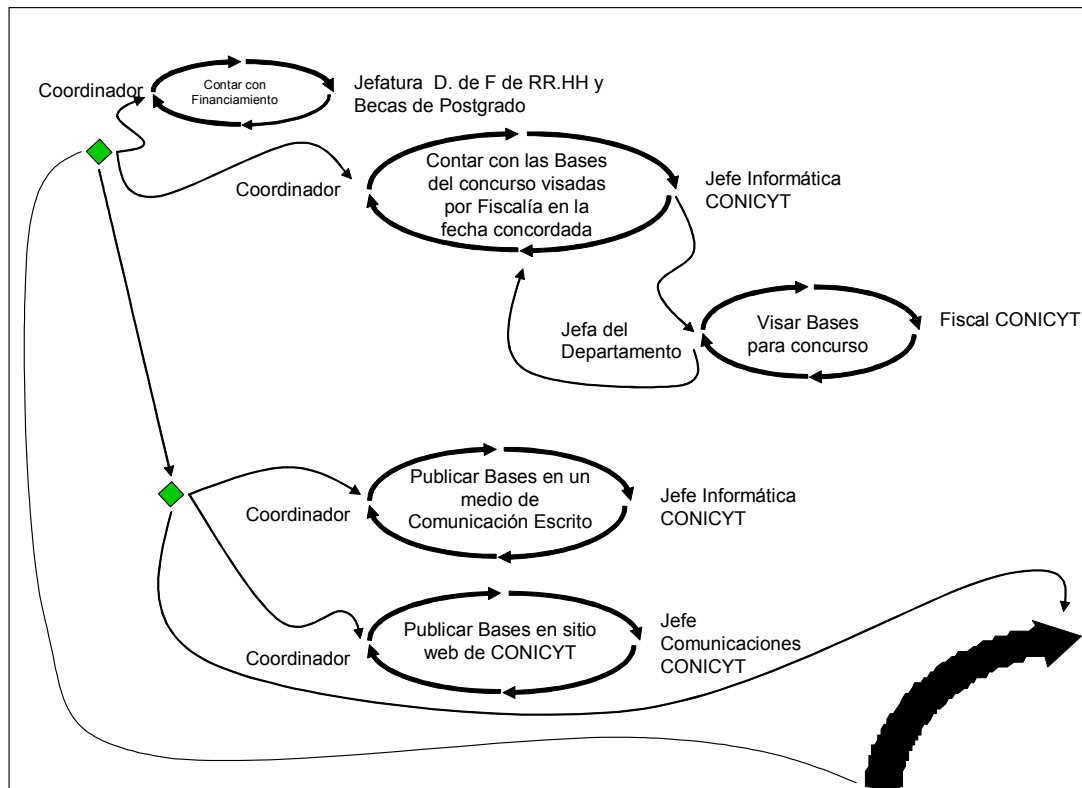 Coordinador
Contar con
Financiamiento
Jefatura D. de F de RR.HH y
Becas de Postgrado
Coordinador
Contar con las Bases
del concurso visadas
por Fiscalía en la
fecha concordada
Jefe Informática
CONICYT
Jefa del
Departamento
Visar Bases
para concurso
Fiscal CONICYT
Coordinador
Publicar Bases en un
medio de
Comunicación Escrito
Jefe Informática
CONICYT
Coordinador
Publicar Bases en sitio
web de CONICYT
Jefe
Comunicaciones
CONICYT